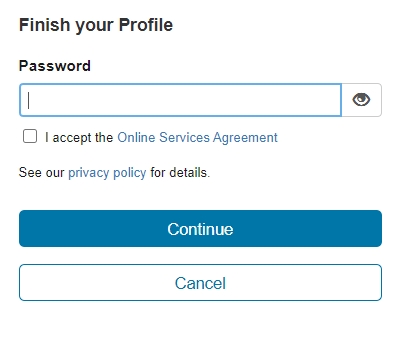 Finish your Profile
Password
I accept the Online Services Agreement
See our privacy policy for details.
Continue
Cancel